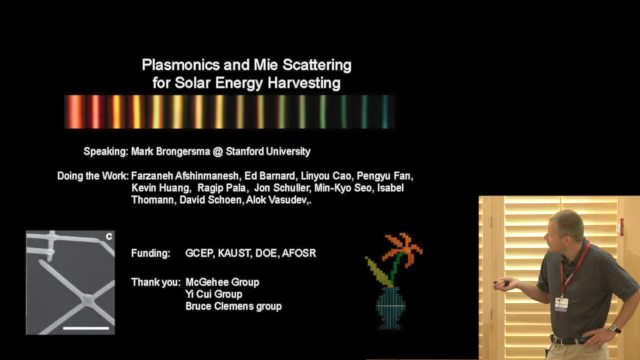 Plasmonics and Mie Scattering
for Solar Energy Harvesting
Speaking: Mark Brongersma @ Stanford University
Doing the Work: Farzaneh Afshinmanesh, Ed Barnard, Linyou Cao, Pengyu Fan,
Kevin Huang, Ragip Pala, Jon Schuller, Min-Kyo Seo, Isabel
Thomann, David Schoen, Alok Vasudev,.
C
Funding: GCEP, KAUST, DOE, AFOSR
Thank you: McGehee Group
Yi Cui Group
Bruce Clemens group